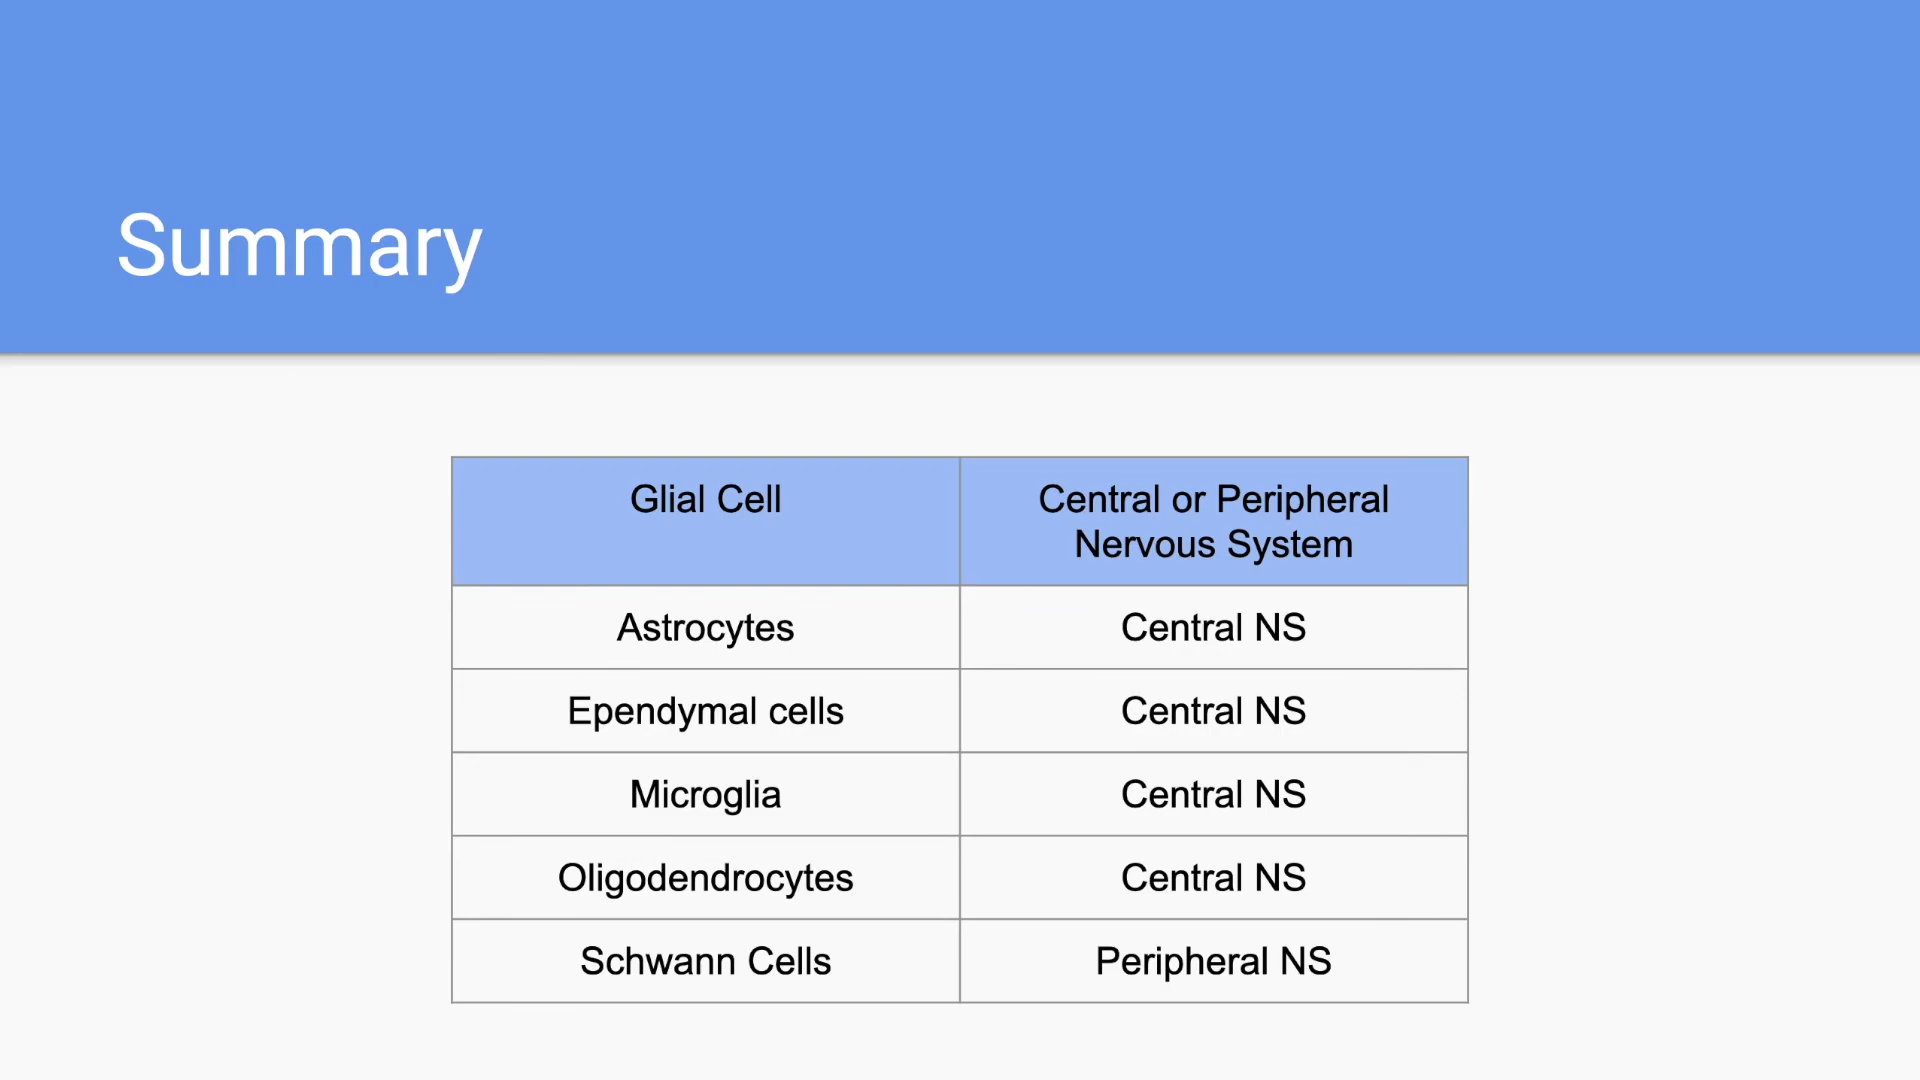 Summary
Glial Cell
Central or Peripheral
Nervous System
Astrocytes
Central NS
Ependymal cells
Central NS
Microglia
Central NS
Oligodendrocytes
Central NS
Schwann Cells
Peripheral NS